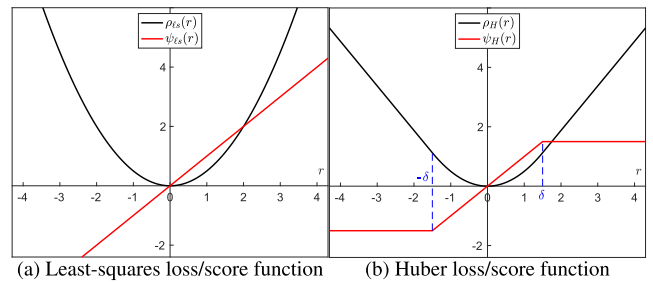 ρℓs(r)
ψℓs(r)
4
2
-2
-4 -3 -2 -1 0 1 2 3 4
r
(a) Least-squares loss/score function
ρH(r)
ψH(r)
4
2
-2
-4 -3 -2 -1 0 1 2 3 4
r
-δ
δ
(b) Huber loss/score function